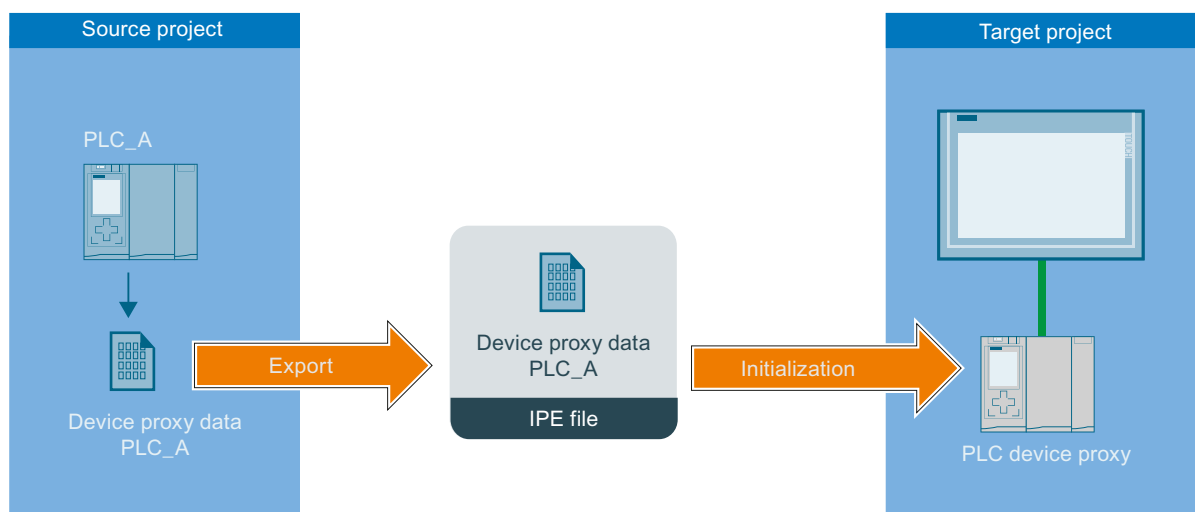 Source project
Target project
PLC_A
TOUCH
Device proxy data
PLC_A
Export
Device proxy data
PLC_A
IPE file
Initialization
PLC device proxy